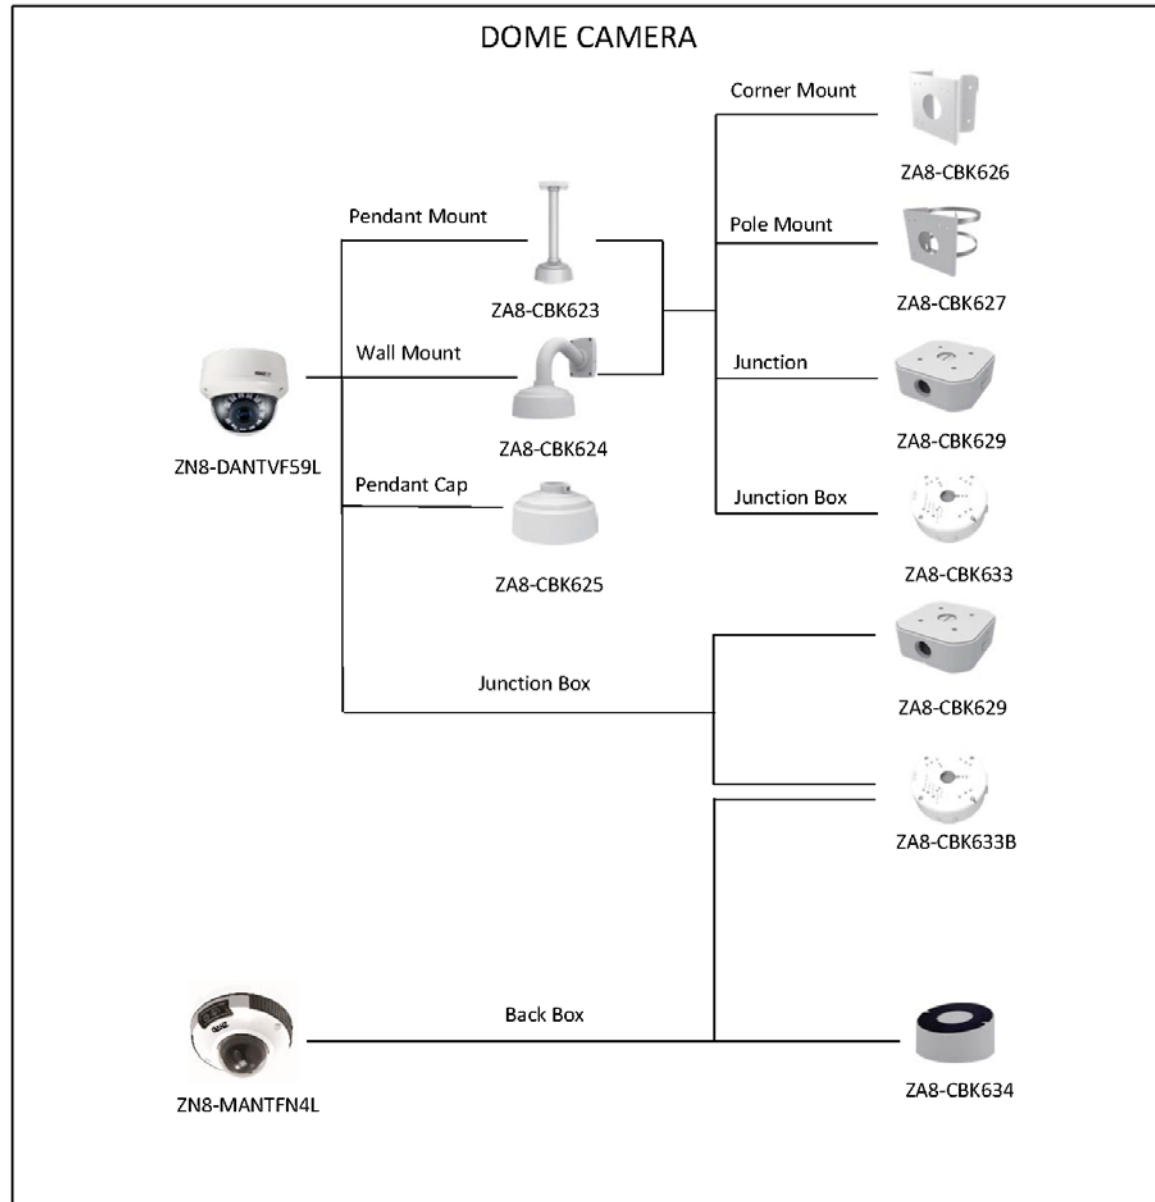 DOME CAMERA
Corner Mount
ZA8-CBK626
Pendant Mount
Pole Mount
ZA8-CBK623
ZA8-CBK627
Wall Mount
Junction
ZN8-DANTVF59L
ZA8-CBK624
ZA8-CBK629
Pendant Cap
Junction Box
ZA8-CBK625
ZA8-CBK633
Junction Box
ZA8-CBK629
ZA8-CBK633B
Back Box
ZN8-MANTFN4L
ZA8-CBK634